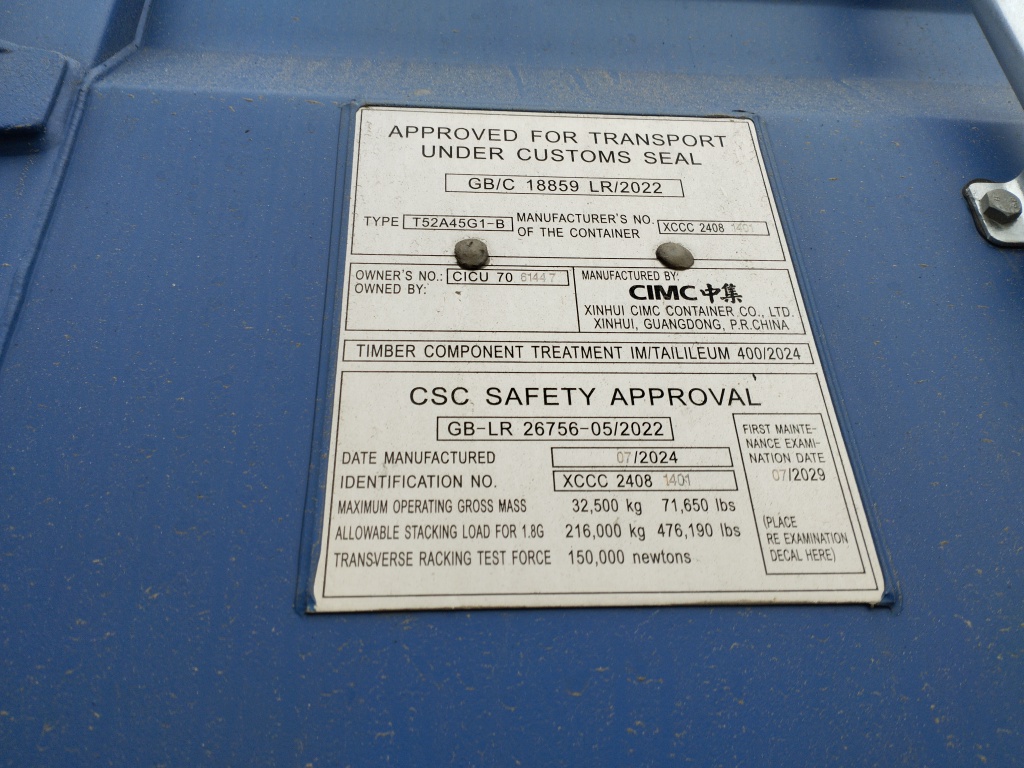 APPROVED FOR TRANSPORT
UNDER CUSTOMS SEAL
GB/C 18859 LR/2022
TYPE T52A45G1-B MANUFACTURER'S NO. OF THE CONTAINER XCCC 2408 1401
OWNER'S NO.: CICU 70 6144 7
OWNED BY:
MANUFACTURED BY:
CIMC中集
XINHUI CIMC CONTAINER CO., LTD.
XINHUI, GUANGDONG, P.R.CHINA
TIMBER COMPONENT TREATMENT IM/TAILILEUM 400/2024
CSC SAFETY APPROVAL
GB-LR 26756-05/2022
DATE MANUFACTURED 07/2024
IDENTIFICATION NO. XCCC 2408 1401
MAXIMUM OPERATING GROSS MASS 32,500 kg 71,650 lbs
ALLOWABLE STACKING LOAD FOR 1.8G 216,000 kg 476,190 lbs
TRANSVERSE RACKING TEST FORCE 150,000 newtons
FIRST MAINTE-
NANCE EXAMI-
NATION DATE
07/2029
(PLACE
RE EXAMINATION
DECAL HERE)